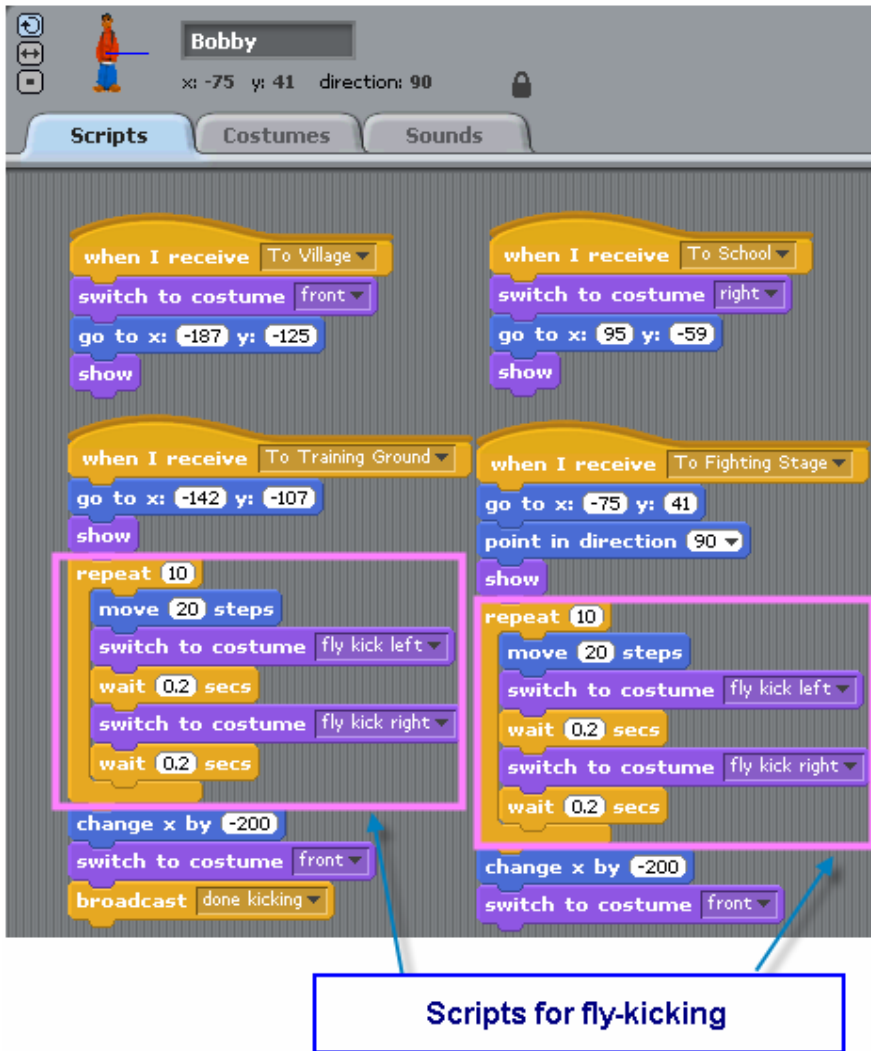 Bobby
x: -75 y: 41 direction: 90
Scripts Costumes Sounds
when I receive To Village
switch to costume front
go to x: -187 y: -125
show
when I receive To School
switch to costume right
go to x: 95 y: -59
show
when I receive To Training Ground
go to x: -142 y: -107
show
repeat 10
move 20 steps
switch to costume fly kick left
wait 0.2 secs
switch to costume fly kick right
wait 0.2 secs
change x by -200
switch to costume front
broadcast done kicking
when I receive To Fighting Stage
go to x: -75 y: 41
point in direction 90
show
repeat 10
move 20 steps
switch to costume fly kick left
wait 0.2 secs
switch to costume fly kick right
wait 0.2 secs
change x by -200
switch to costume front
Scripts for fly-kicking